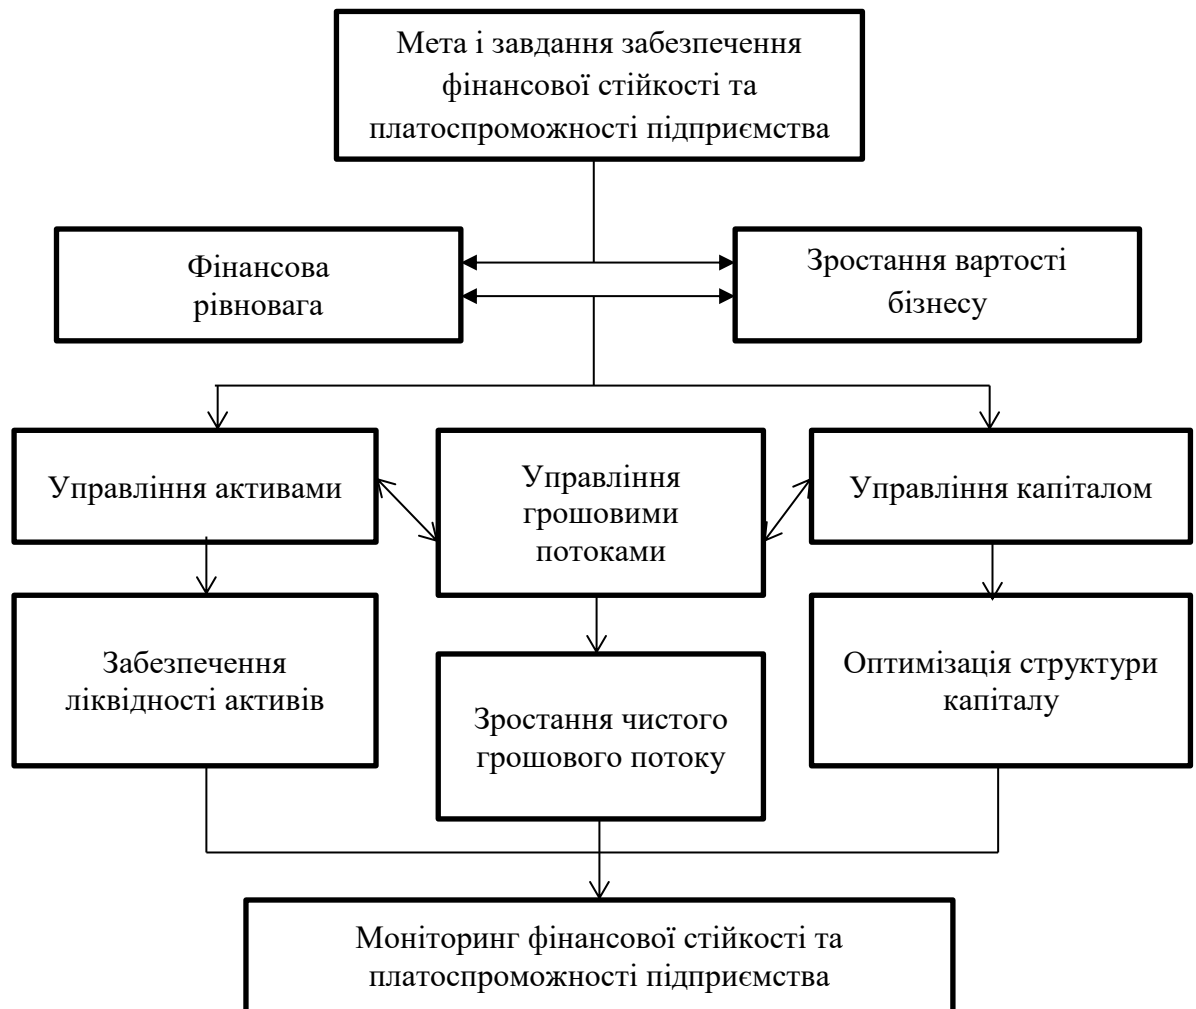 Мета і завдання забезпечення
фінансової стійкості та
платоспроможності підприємства
Фінансова
рівновага
Зростання вартості
бізнесу
Управління активами
Управління
грошовими
потоками
Управління капіталом
Забезпечення
ліквідності активів
Зростання чистого
грошового потоку
Оптимізація структури
капіталу
Моніторинг фінансової стійкості та
платоспроможності підприємства